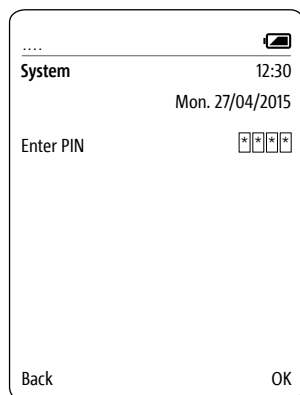 ....
System 12:30
Mon. 27/04/2015
Enter PIN ****
Back OK